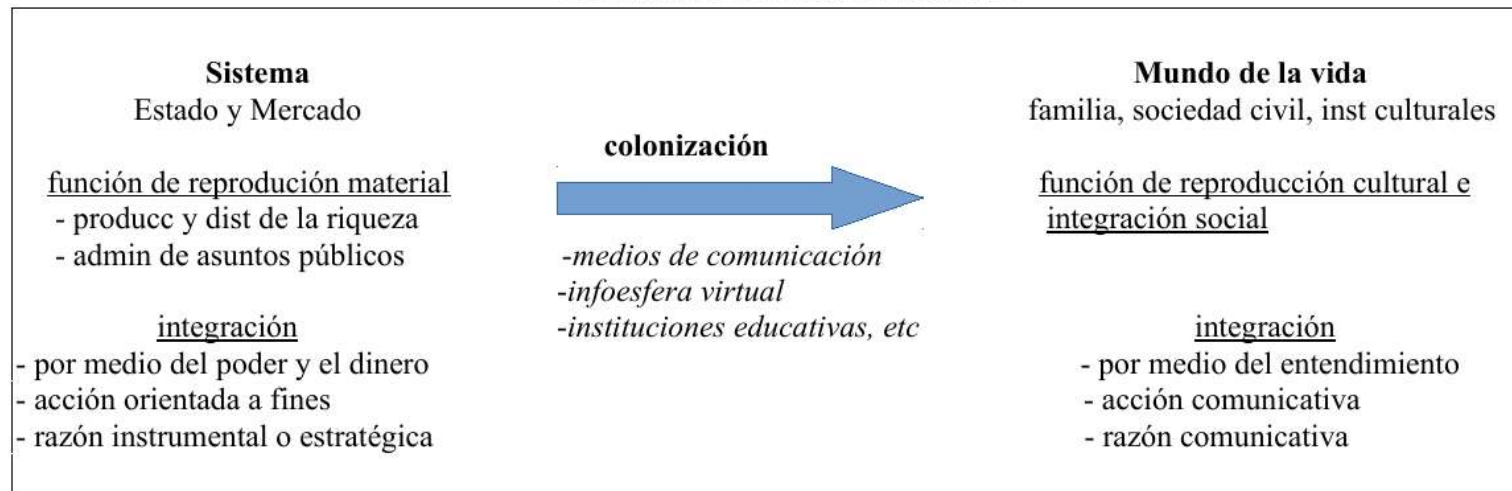 Sistema
Estado y Mercado
función de reprodución material
- producc y dist de la riqueza
- admin de asuntos públicos
integración
- por medio del poder y el dinero
- acción orientada a fines
- razón instrumental o estratégica
colonización
-medios de comunicación
-infoesfera virtual
-instituciones educativas, etc
Mundo de la vida
familia, sociedad civil, inst culturales
función de reproducción cultural e
integración social
integración
- por medio del entendimiento
- acción comunicativa
- razón comunicativa